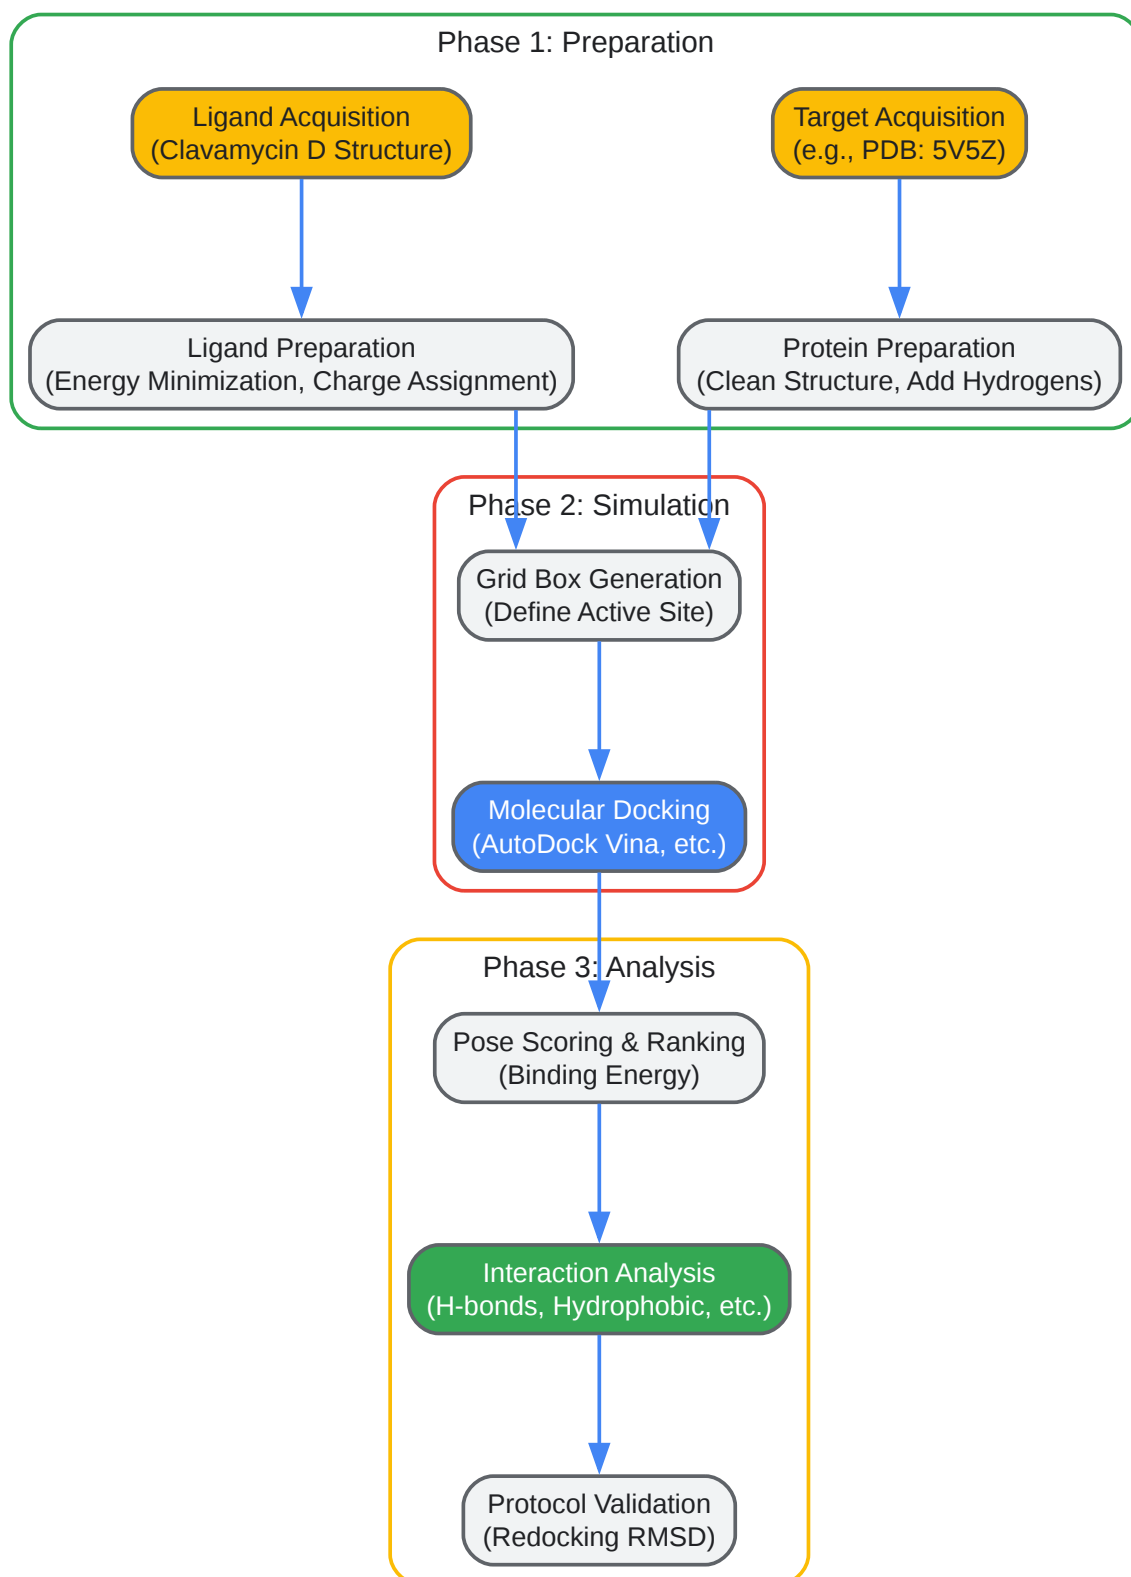 Phase 1: Preparation
Ligand Acquisition
(Clavamycin D Structure)
Target Acquisition
(e.g., PDB: 5V5Z)
Ligand Preparation
(Energy Minimization, Charge Assignment)
Protein Preparation
(Clean Structure, Add Hydrogens)
Phase 2: Simulation
Grid Box Generation
(Define Active Site)
Molecular Docking
(AutoDock Vina, etc.)
Phase 3: Analysis
Pose Scoring & Ranking
(Binding Energy)
Interaction Analysis
(H-bonds, Hydrophobic, etc.)
Protocol Validation
(Redocking RMSD)